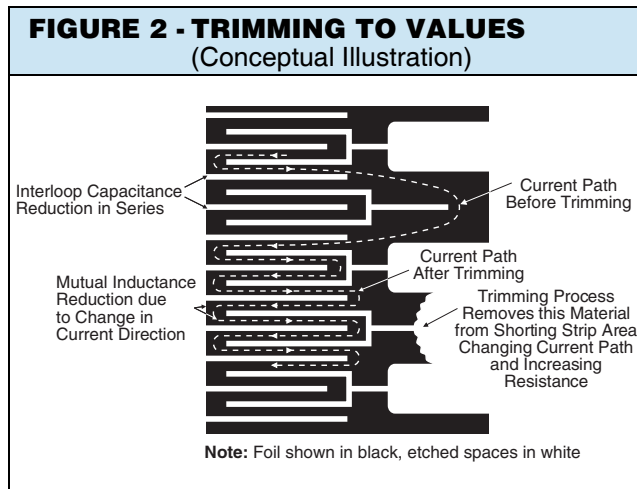 FIGURE 2 - TRIMMING TO VALUES
(Conceptual Illustration)
Interloop Capacitance
Reduction in Series
Current Path
Before Trimming
Mutual Inductance
Reduction due
to Change in
Current Direction
Current Path
After Trimming
Trimming Process
Removes this Material
from Shorting Strip Area
Changing Current Path
and Increasing
Resistance
Note: Foil shown in black, etched spaces in white